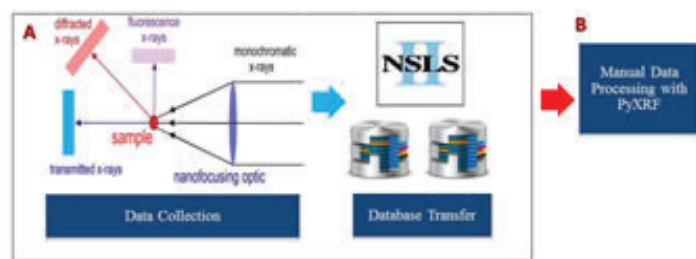 A
diffracted
x-rays
fluorescence
x-rays
monochromatic
x-rays
sample
transmitted x-rays
nanofocusing optic
Data Collection
II
NSLS
Database Transfer
B
Manual Data
Processing with
PyXRF